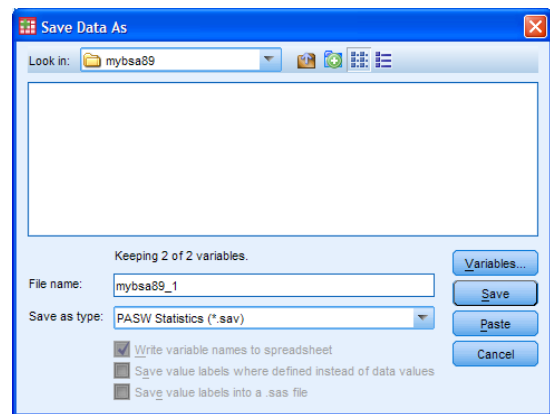 Save Data As
Look in: mybsa89
Keeping 2 of 2 variables.
Variables...
File name: mybsa89_1
Save
Save as type: PASW Statistics (*.sav)
Paste
Write variable names to spreadsheet
Cancel
Save value labels where defined instead of data values
Save value labels into a .sas file